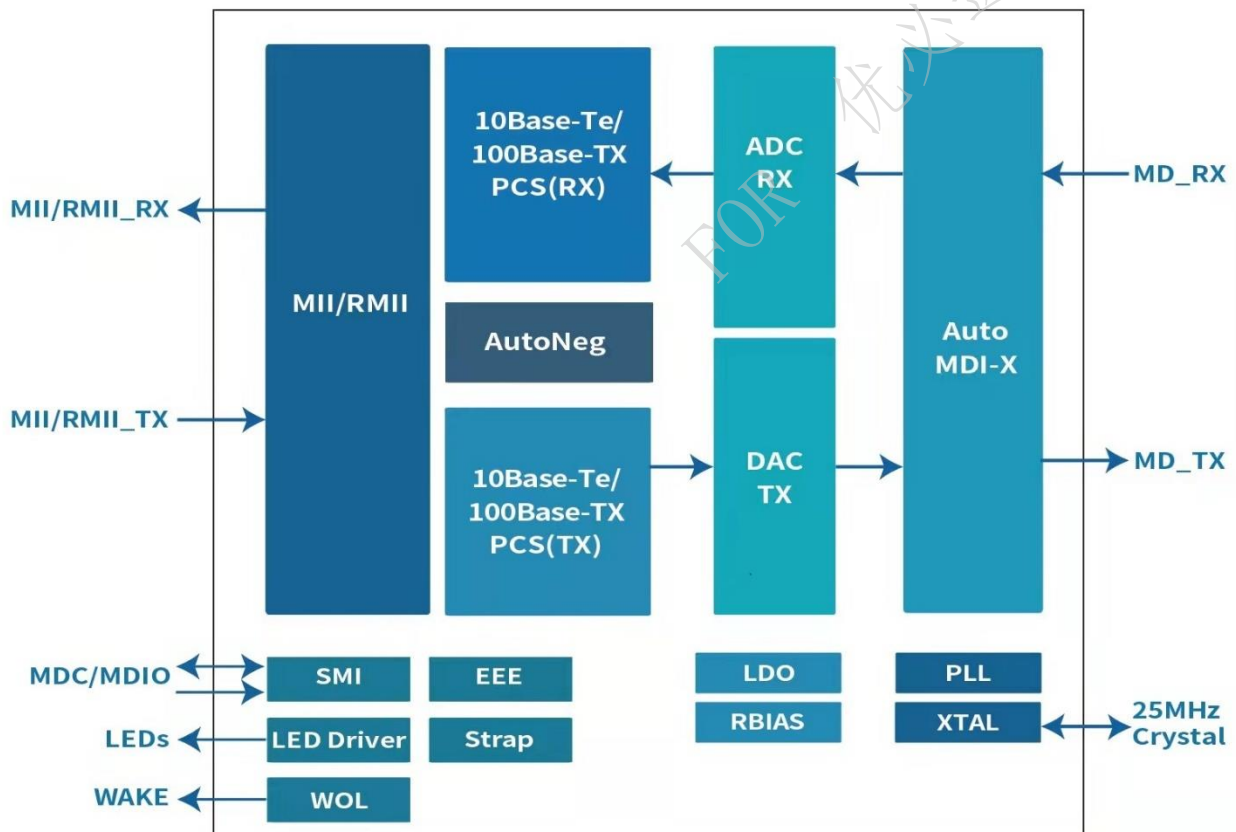 10Base-Te/
100Base-TX
PCS(RX)
ADC
RX
MD_RX
MII/RMII_RX
MII/RMII
AutoNeg
Auto
MDI-X
MII/RMII_TX
10Base-Te/
100Base-TX
PCS(TX)
DAC
TX
MD_TX
MDC/MDIO
SMI
EEE
LDO
PLL
LEDs
LED Driver
Strap
RBIAS
XTAL
25MHz
Crystal
WAKE
WOL
FOR 优必